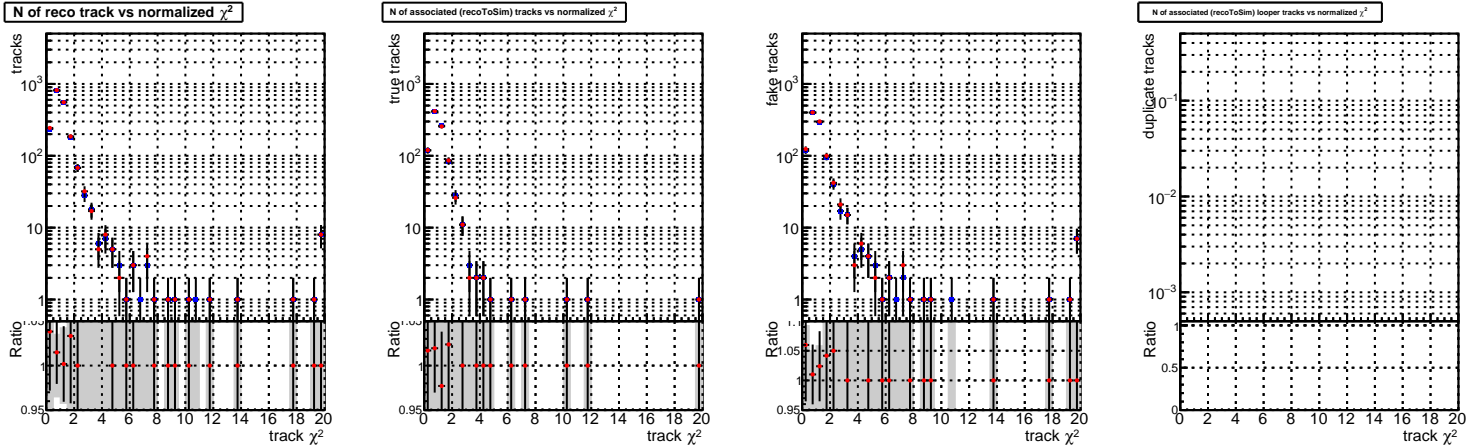 N of reco track vs normalized χ²
tracks
10³
10²
10
1
Ratio
1.05
1
0.95
0 2 4 6 8 10 12 14 16 18 20
track χ²
N of associated (recoToSim) tracks vs normalized χ²
true tracks
10³
10²
10
1
Ratio
1.05
1
0.95
0 2 4 6 8 10 12 14 16 18 20
track χ²
fake tracks
10³
10²
10
1
Ratio
1.1
1.05
1
0.95
0 2 4 6 8 10 12 14 16 18 20
track χ²
N of associated (recoToSim) looper tracks vs normalized χ²
duplicate tracks
10⁻¹
10⁻²
10⁻³
Ratio
1
0.5
0
0 2 4 6 8 10 12 14 16 18 20
track χ²